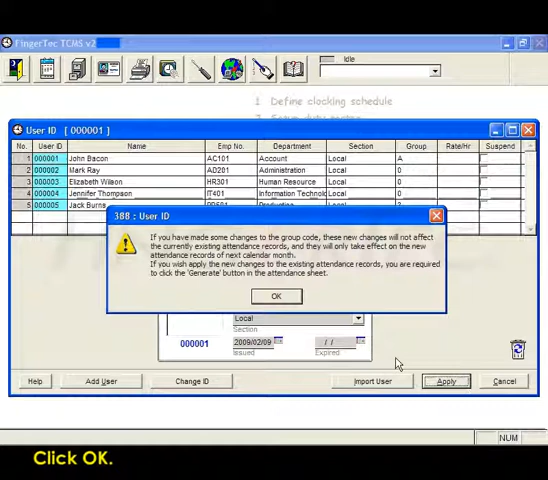 FingerTec TCMS v2
Idle
1 Define clocking schedule
User ID [ 000001 ]
No. User ID Name Emp No. Department Section Group Rate/Hr Suspend
1 000001 John Bacon AC101 Account Local A
2 000002 Mark Ray AD201 Administration Local 0
3 000003 Elizabeth Wilson HR301 Human Resource Local 0
4 000004 Jennifer Thompson IT401 Information Technolo Local 0
5 000005 Jack Burns Production Local
388 : User ID
If you have made some changes to the group code, these new changes will not affect
the currently existing attendance records, and they will only take effect on the new
attendance records of next calendar month.
If you wish apply the new changes to the existing attendance records, you are required
to click the 'Generate' button in the attendance sheet.
OK
Local
Section
000001 2009/02/09 / /
Issued Expired
Help Add User Change ID Import User Apply Cancel
NUM
Click OK.